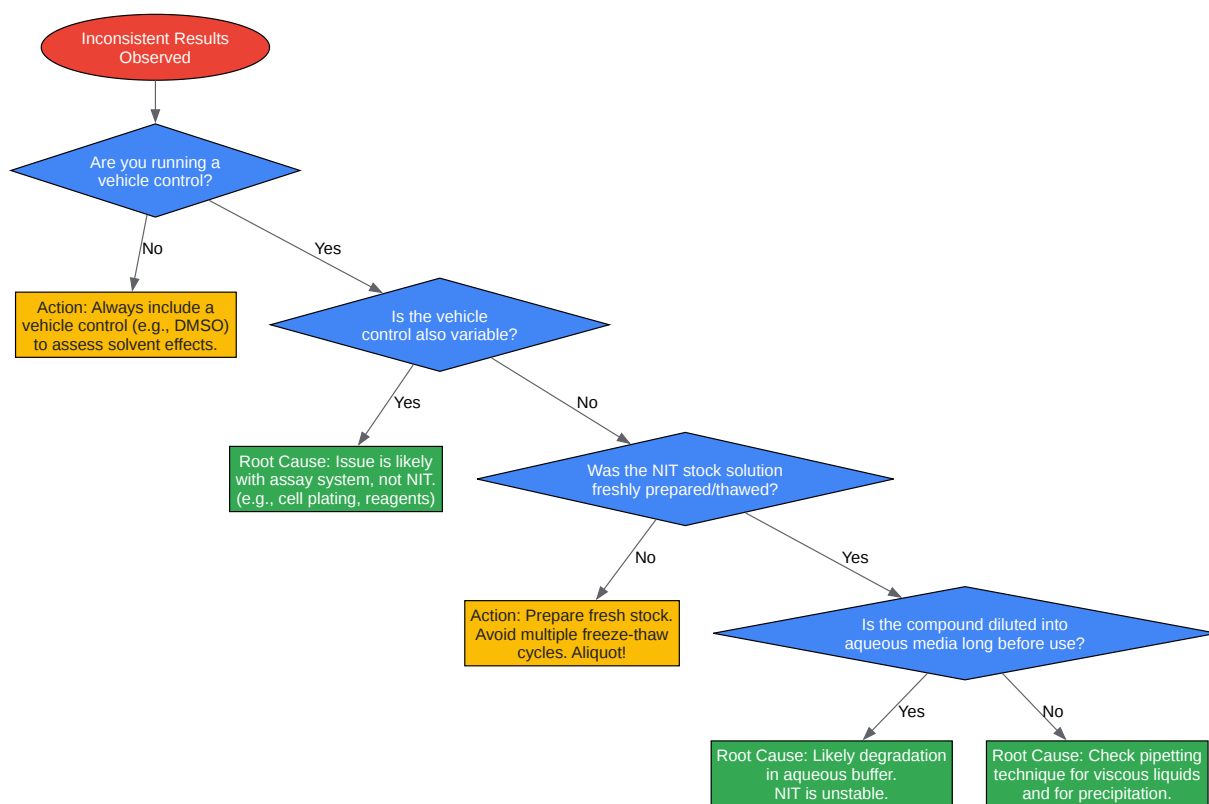 Inconsistent Results
Observed
Are you running a
vehicle control?
No
Yes
Action: Always include a
vehicle control (e.g., DMSO)
to assess solvent effects.
Is the vehicle
control also variable?
Yes
No
Root Cause: Issue is likely
with assay system, not NIT.
(e.g., cell plating, reagents)
Was the NIT stock solution
freshly prepared/thawed?
No
Yes
Action: Prepare fresh stock.
Avoid multiple freeze-thaw
cycles. Aliquot!
Is the compound diluted into
aqueous media long before use?
Yes
No
Root Cause: Likely degradation
in aqueous buffer.
NIT is unstable.
Root Cause: Check pipetting
technique for viscous liquids
and for precipitation.